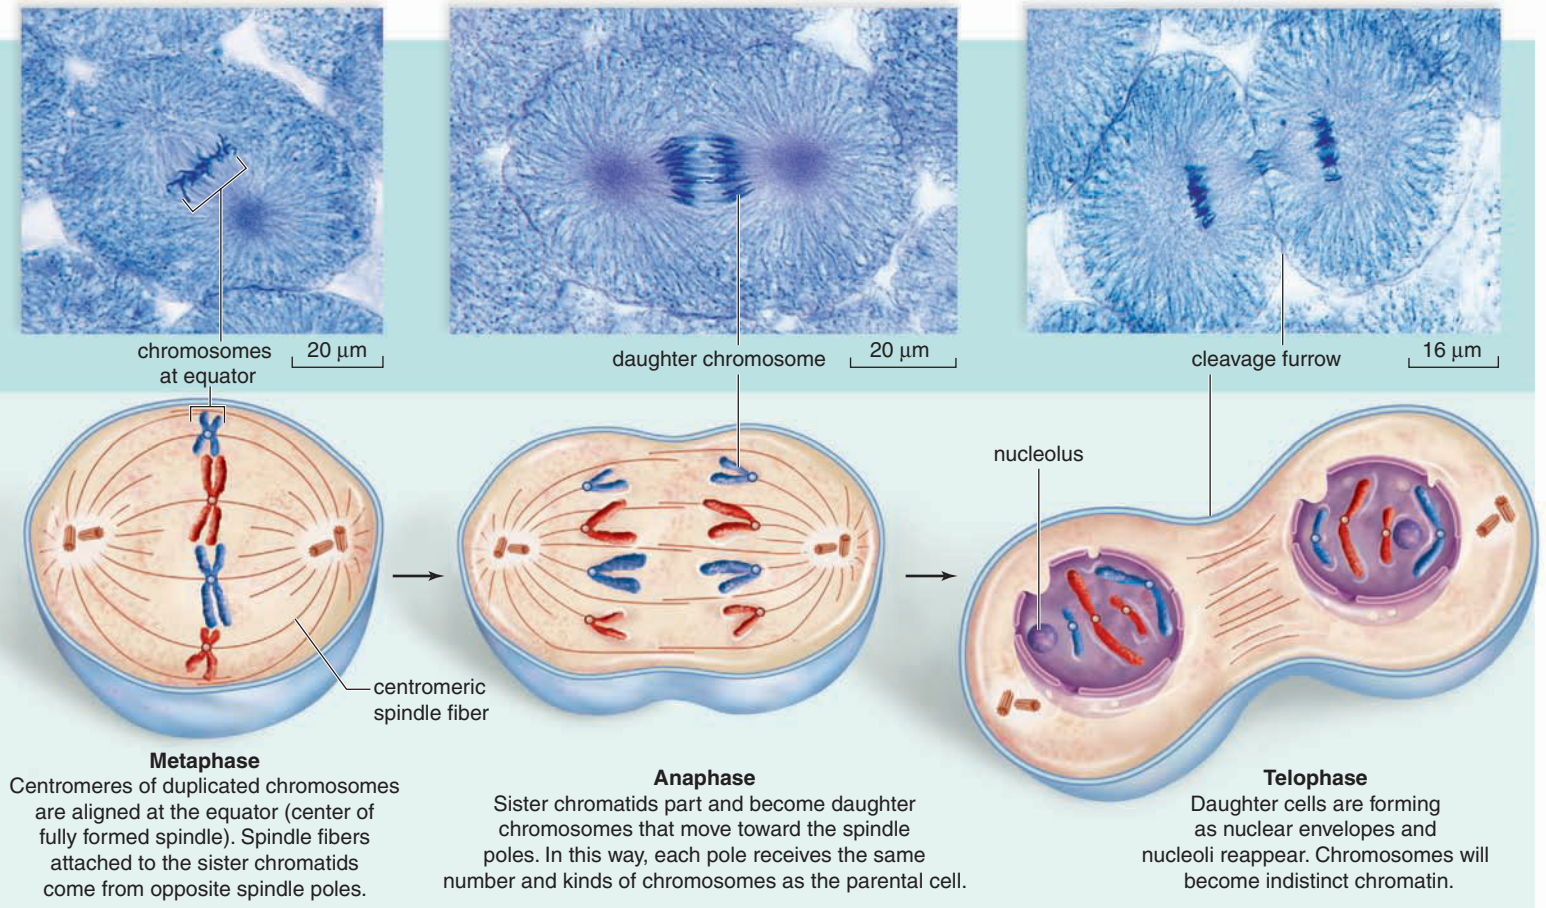 chromosomes
at equator
20 µm
daughter chromosome
20 µm
cleavage furrow
16 µm
nucleolus
centromeric
spindle fiber
Metaphase
Centromeres of duplicated chromosomes
are aligned at the equator (center of
fully formed spindle). Spindle fibers
attached to the sister chromatids
come from opposite spindle poles.
Anaphase
Sister chromatids part and become daughter
chromosomes that move toward the spindle
poles. In this way, each pole receives the same
number and kinds of chromosomes as the parental cell.
Telophase
Daughter cells are forming
as nuclear envelopes and
nucleoli reappear. Chromosomes will
become indistinct chromatin.